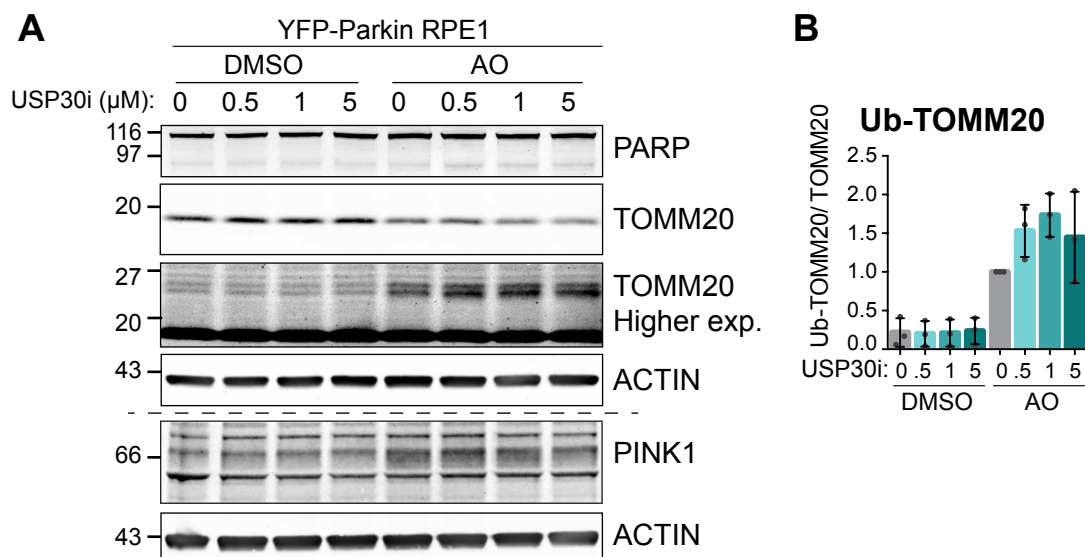 A
YFP-Parkin RPE1
DMSO AO
USP30i (µM): 0 0.5 1 5 0 0.5 1 5
116
97
PARP
20
TOMM20
27
20
TOMM20
Higher exp.
43
ACTIN
66
PINK1
43
ACTIN
B
Ub-TOMM20
Ub-TOMM20/ TOMM20
2.5
2.0
1.5
1.0
0.5
0.0
USP30i: 0 .5 1 5 0 .5 1 5
DMSO AO